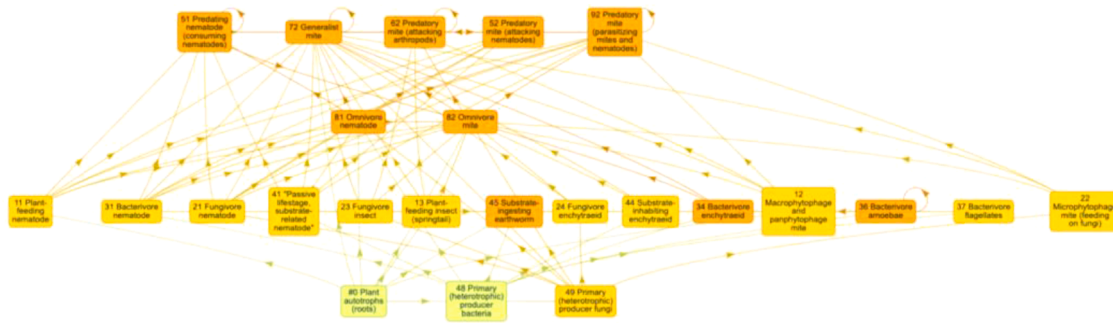 51 Predating
nematode
(consuming
nematodes)
72 Generalist
mite
62 Predatory
mite (attacking
arthropods)
52 Predatory
mite (attacking
nematodes)
92 Predatory
mite
(parasitizing
mites and
nematodes)
81 Omnivore
nematode
82 Omnivore
mite
11 Plant-
feeding
nematode
31 Bacterivore
nematode
21 Fungivore
nematode
41 "Passive
lifestage,
substrate-
related
nematode"
23 Fungivore
insect
13 Plant-
feeding insect
(springtail)
45 Substrate-
ingesting
earthworm
24 Fungivore
enchytraeid
44 Substrate-
inhabiting
enchytraeid
34 Bacterivore
enchytraeid
12
Macrophytophage
and
panphytophage
mite
36 Bacterivore
amoebae
37 Bacterivore
flagellates
22
Microphytophage
mite (feeding
on fungi)
#0 Plant
autotrophs
(roots)
48 Primary
(heterotrophic)
producer
bacteria
49 Primary
(heterotrophic)
producer fungi